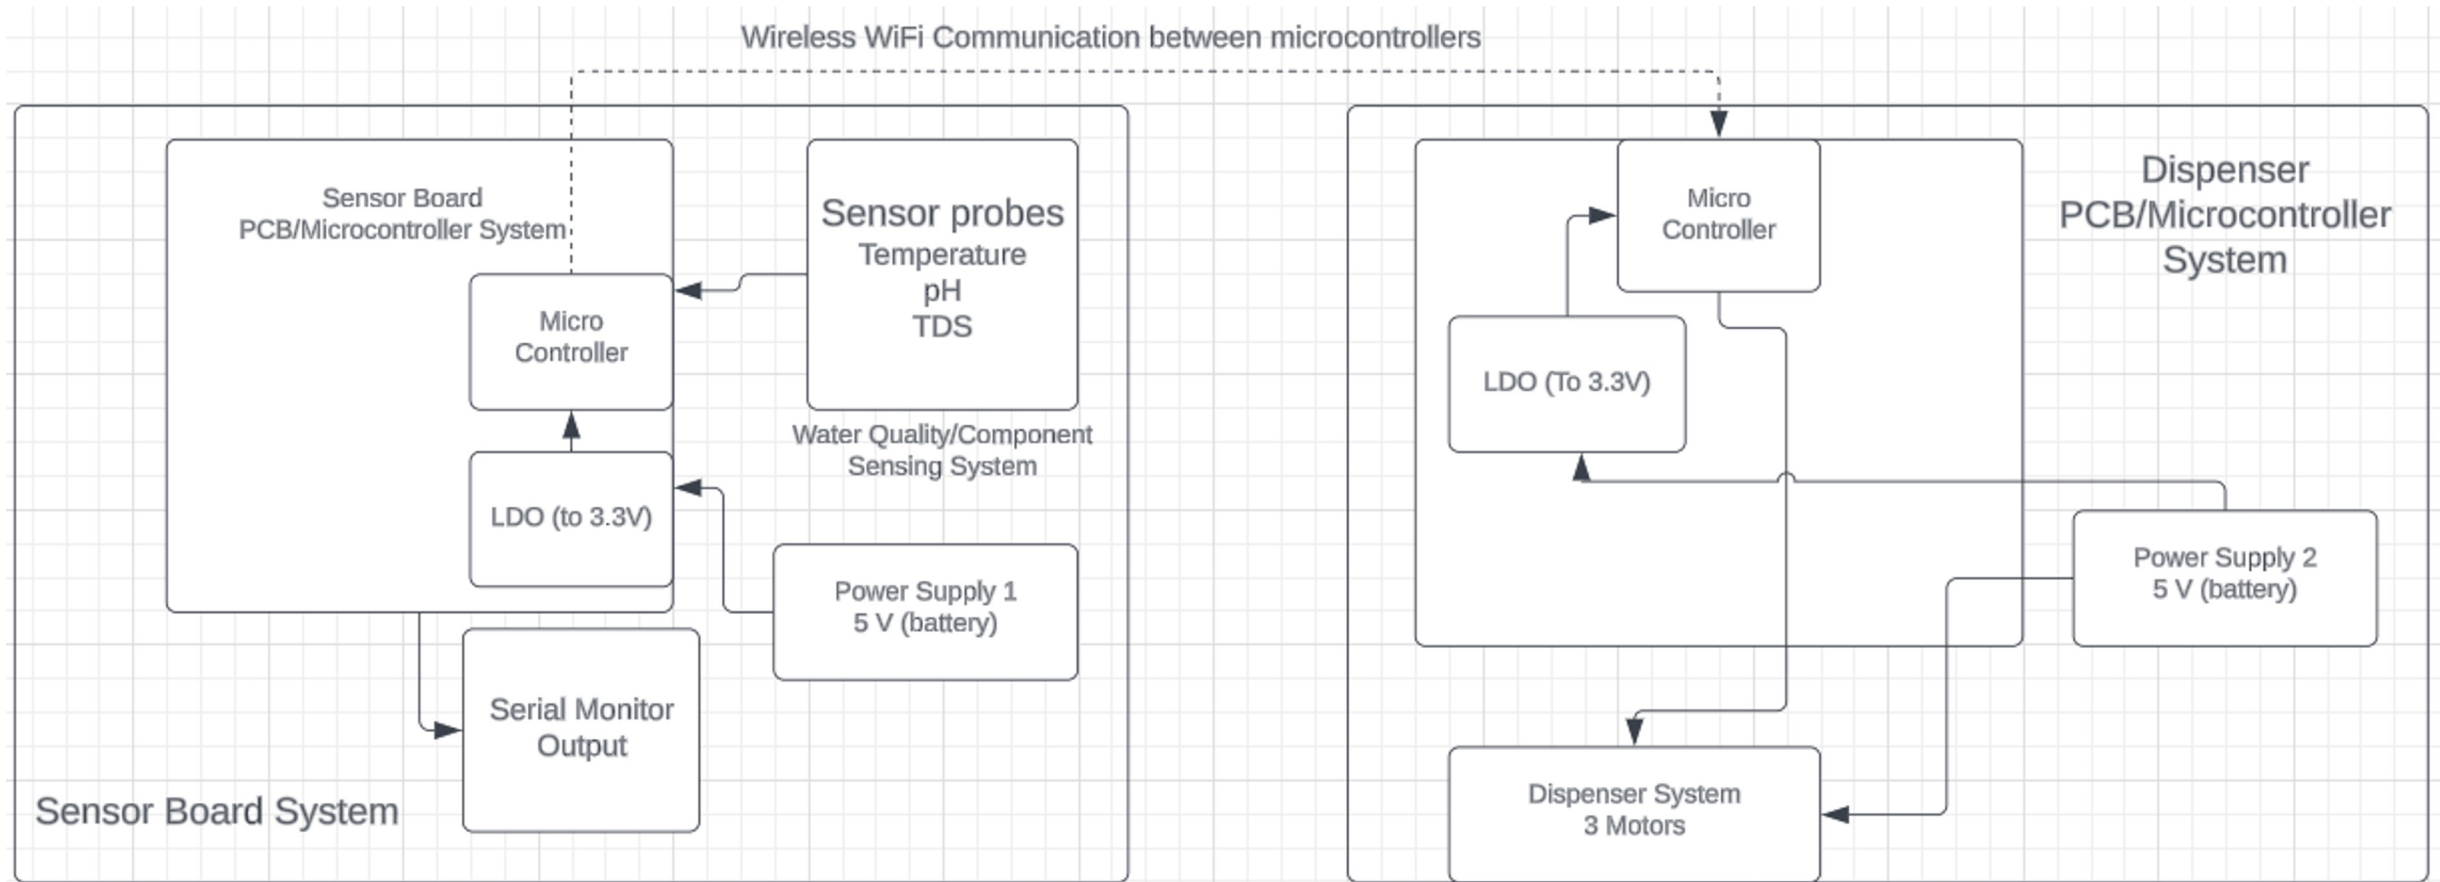 Wireless WiFi Communication between microcontrollers
Sensor Board
PCB/Microcontroller System
Micro
Controller
LDO (to 3.3V)
Sensor probes
Temperature
pH
TDS
Water Quality/Component
Sensing System
Power Supply 1
5 V (battery)
Serial Monitor
Output
Sensor Board System
Micro
Controller
LDO (To 3.3V)
Dispenser
PCB/Microcontroller
System
Power Supply 2
5 V (battery)
Dispenser System
3 Motors